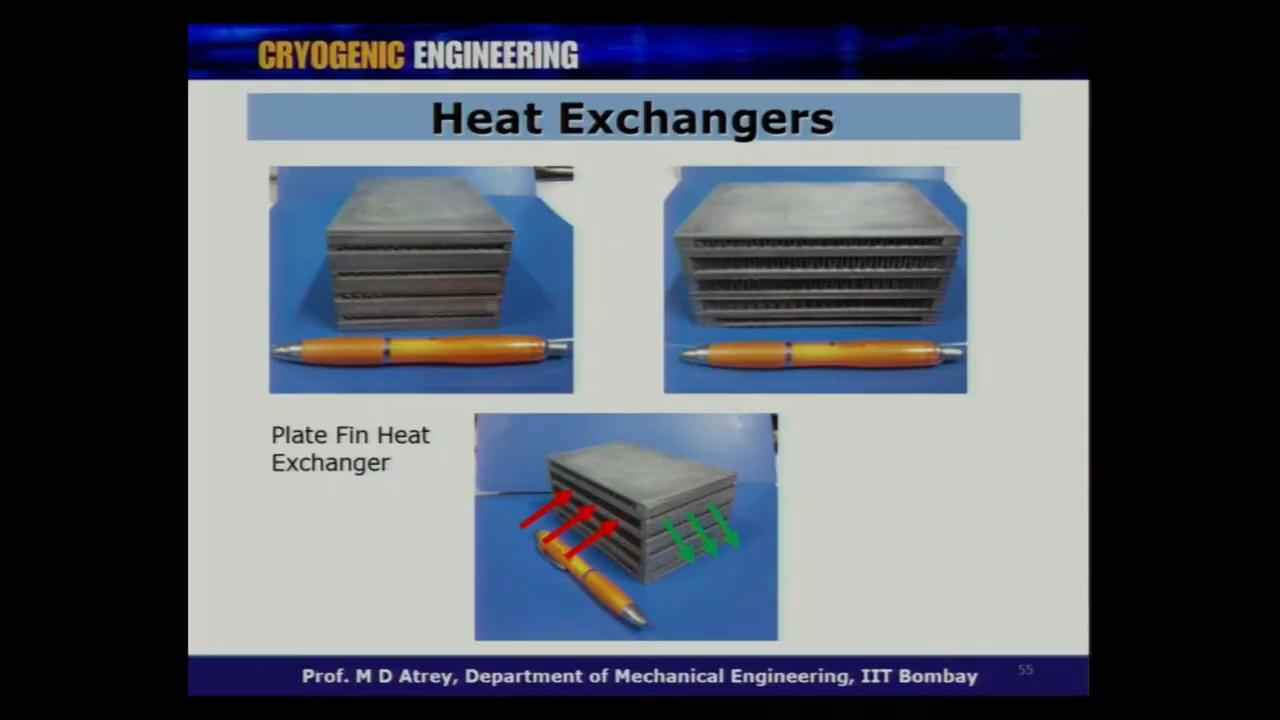 CRYOGENIC ENGINEERING
Heat Exchangers
Plate Fin Heat
Exchanger
Prof. M D Atrey, Department of Mechanical Engineering, IIT Bombay
55